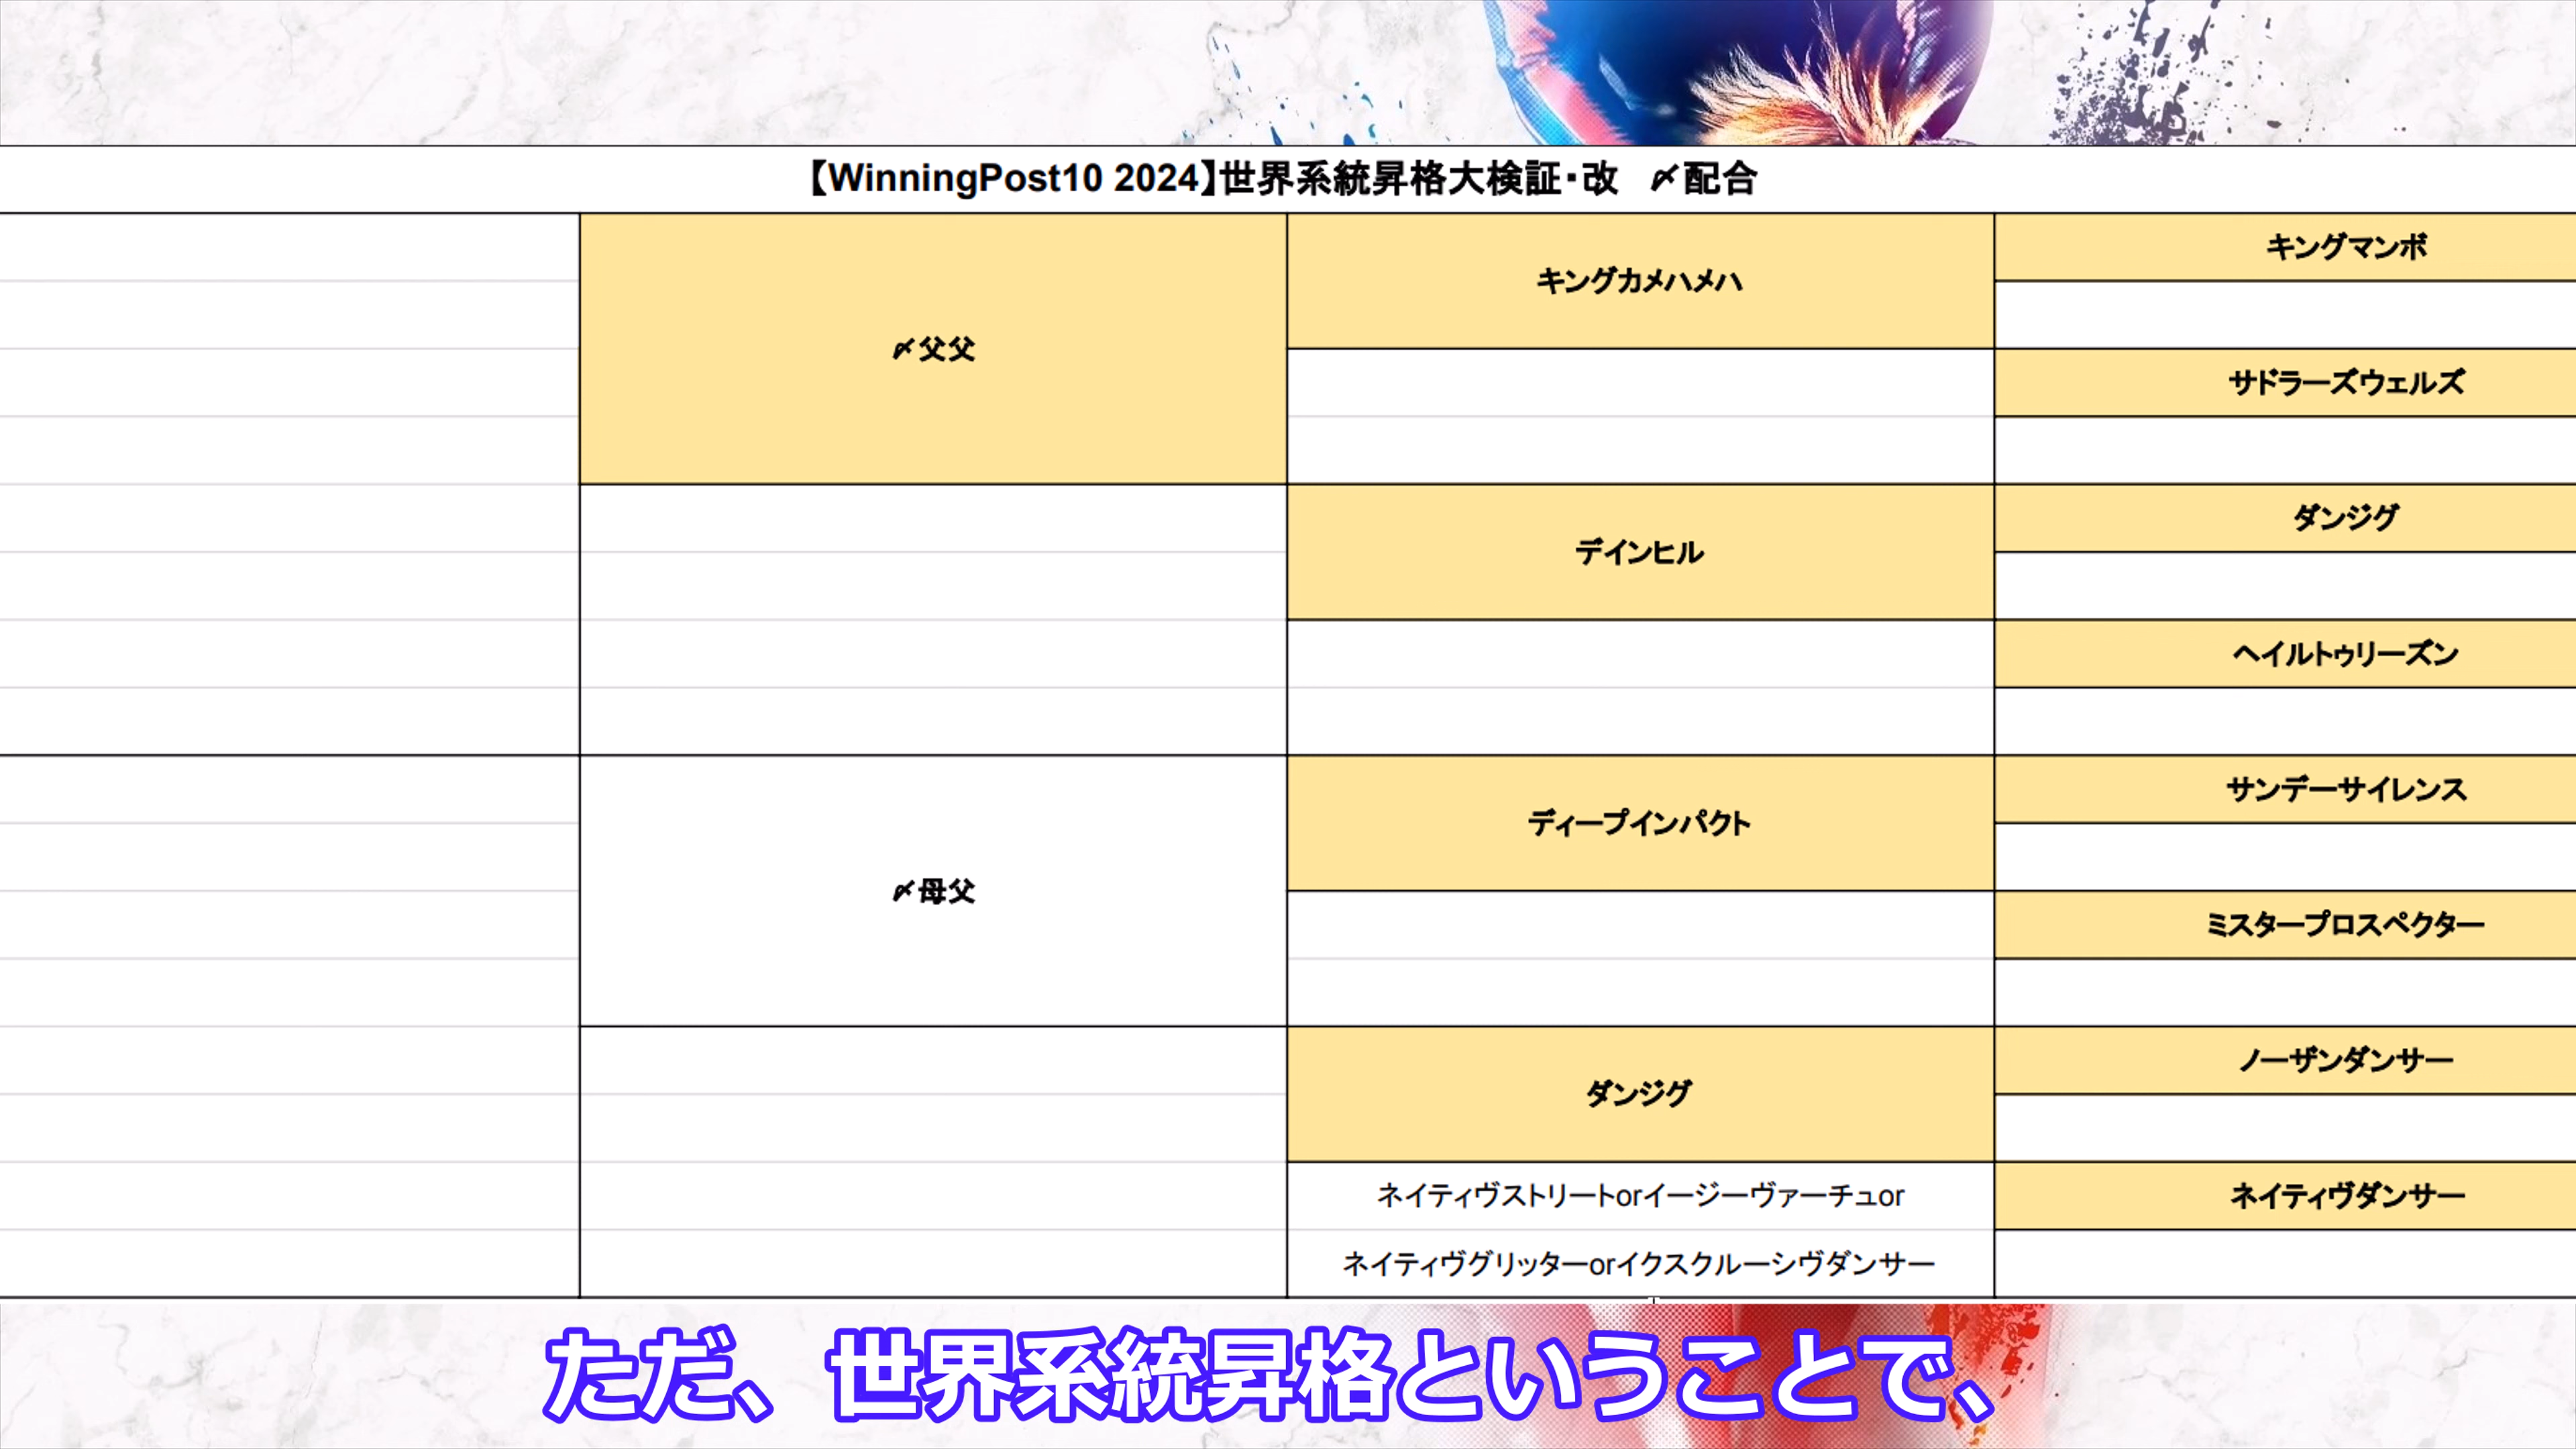 【WinningPost10 2024】世界系統昇格大検証・改　〆配合
キングマンボ
キングカメハメハ
〆父父
サドラーズウェルズ
ダンジグ
デインヒル
ヘイルトゥリーズン
サンデーサイレンス
ディープインパクト
〆母父
ミスタープロスペクター
ノーザンダンサー
ダンジグ
ネイティヴストリートorイージーヴァーチュor
ネイティヴダンサー
ネイティヴグリッターorイクスクルーシヴダンサー
ただ、世界系統昇格ということで、